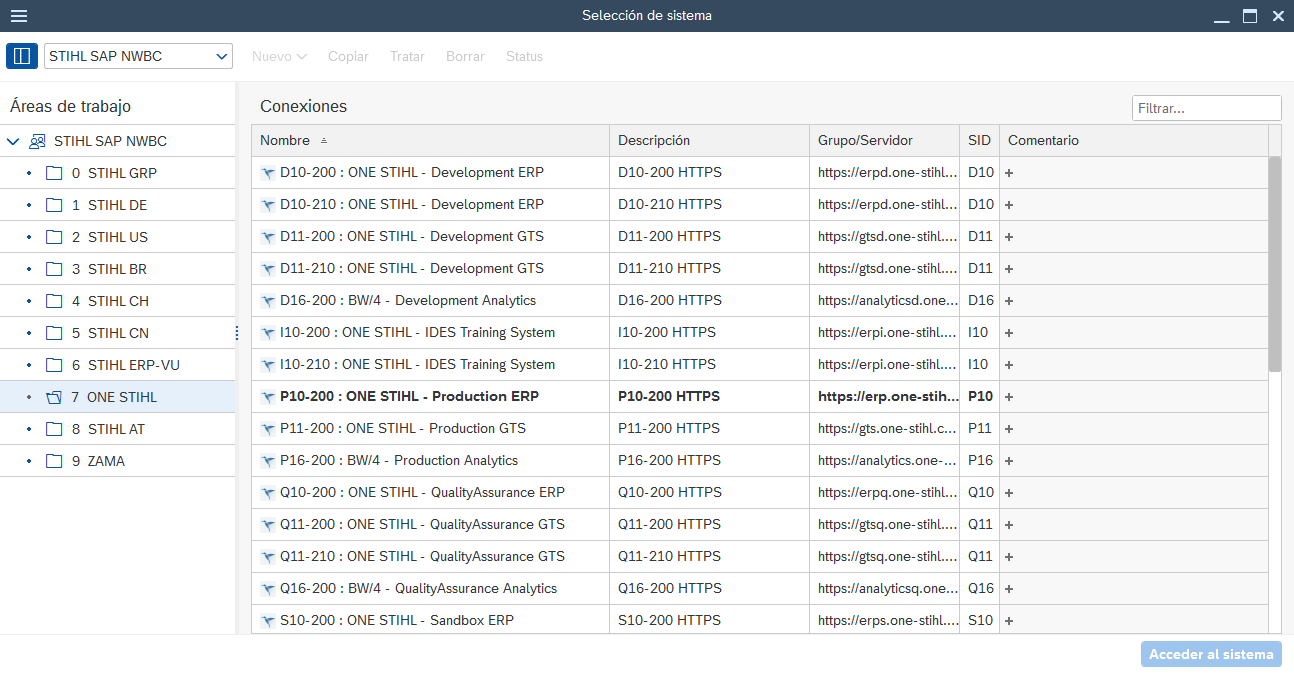 Selección de sistema
STIHL SAP NWBC Nuevo Copiar Tratar Borrar Status
Áreas de trabajo
STIHL SAP NWBC
0 STIHL GRP
1 STIHL DE
2 STIHL US
3 STIHL BR
4 STIHL CH
5 STIHL CN
6 STIHL ERP-VU
7 ONE STIHL
8 STIHL AT
9 ZAMA
Conexiones Filtrar...
Nombre Descripción Grupo/Servidor SID Comentario
D10-200 : ONE STIHL - Development ERP D10-200 HTTPS https://erpd.one-stihl.... D10 +
D10-210 : ONE STIHL - Development ERP D10-210 HTTPS https://erpd.one-stihl.... D10 +
D11-200 : ONE STIHL - Development GTS D11-200 HTTPS https://gtsd.one-stihl.... D11 +
D11-210 : ONE STIHL - Development GTS D11-210 HTTPS https://gtsd.one-stihl.... D11 +
D16-200 : BW/4 - Development Analytics D16-200 HTTPS https://analyticsd.one... D16 +
I10-200 : ONE STIHL - IDES Training System I10-200 HTTPS https://erpi.one-stihl.... I10 +
I10-210 : ONE STIHL - IDES Training System I10-210 HTTPS https://erpi.one-stihl.... I10 +
P10-200 : ONE STIHL - Production ERP P10-200 HTTPS https://erp.one-stih... P10 +
P11-200 : ONE STIHL - Production GTS P11-200 HTTPS https://gts.one-stihl.c... P11 +
P16-200 : BW/4 - Production Analytics P16-200 HTTPS https://analytics.one-... P16 +
Q10-200 : ONE STIHL - QualityAssurance ERP Q10-200 HTTPS https://erpq.one-stihl.... Q10 +
Q11-200 : ONE STIHL - QualityAssurance GTS Q11-200 HTTPS https://gtsq.one-stihl.... Q11 +
Q11-210 : ONE STIHL - QualityAssurance GTS Q11-210 HTTPS https://gtsq.one-stihl.... Q11 +
Q16-200 : BW/4 - QualityAssurance Analytics Q16-200 HTTPS https://analyticsq.one... Q16 +
S10-200 : ONE STIHL - Sandbox ERP S10-200 HTTPS https://erps.one-stihl.... S10 +
Acceder al sistema